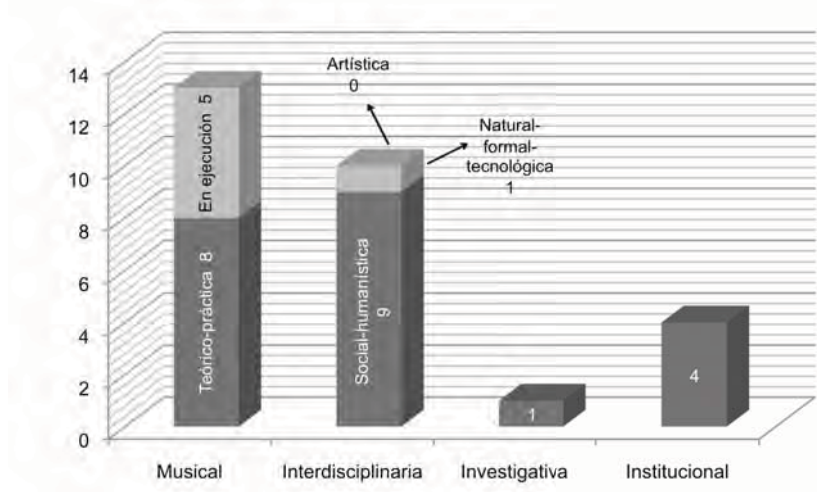 14
12
10
8
6
4
2
0
En ejecución 5
Teórico-práctica 8
Artística
0
Natural-
formal-
tecnológica
1
Social-humanística
9
1
4
Musical
Interdisciplinaria
Investigativa
Institucional